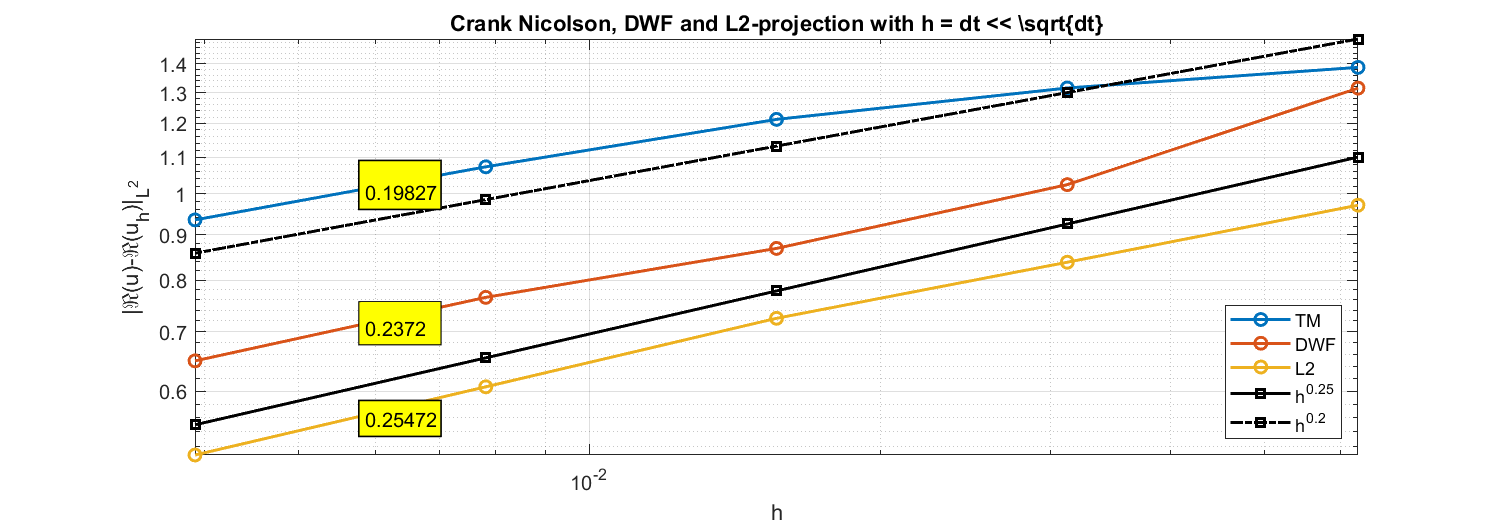 Crank Nicolson, DWF and L2-projection with h = dt << \sqrt{dt}
|ℜ(u)-ℜ(u_h)|_L^2
1.4
1.3
1.2
1.1
1
0.9
0.8
0.7
0.6
0.19827
0.2372
0.25472
TM
DWF
L2
h^0.25
h^0.2
10^-2
h